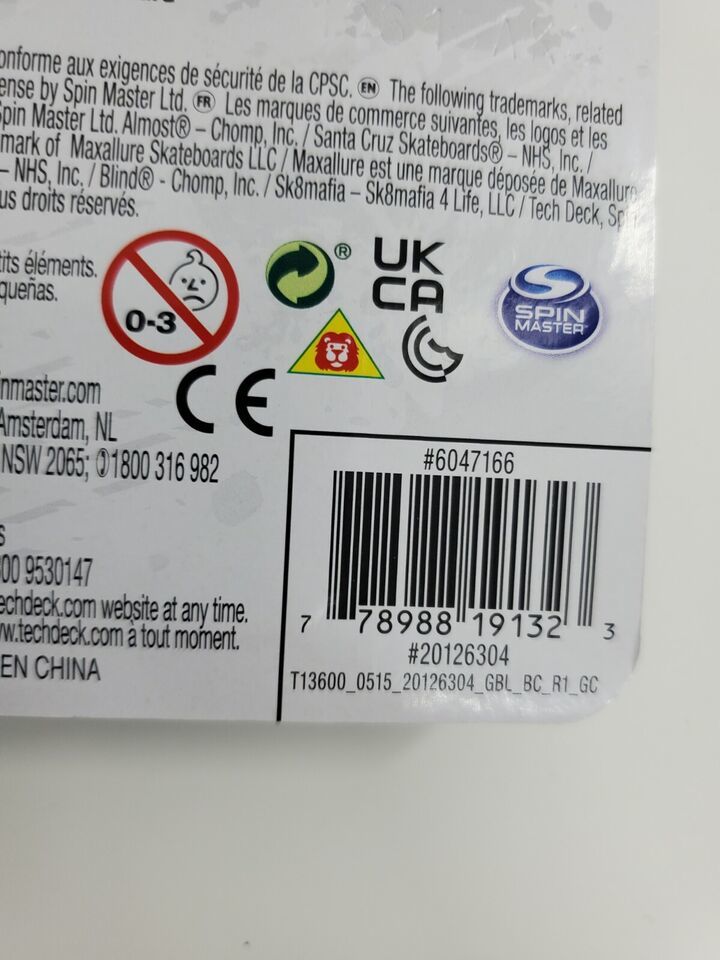 onforme aux exigences de sécurité de la CPSC. EN The following trademarks, related
ense by Spin Master Ltd. FR Les marques de commerce suivantes, les logos et les
Spin Master Ltd. Almost® – Chomp, Inc. / Santa Cruz Skateboards® – NHS, Inc. /
mark of Maxallure Skateboards LLC / Maxallure est une marque déposée de Maxallure
– NHS, Inc. / Blind® - Chomp, Inc. / Sk8mafia – Sk8mafia 4 Life, LLC / Tech Deck, Spin
us droits réservés.
tits éléments.
queñas.
0-3
®
UK
CA
SPIN
MASTER
CE
nmaster.com
Amsterdam, NL
NSW 2065; ✆1800 316 982
#6047166
s
00 9530147
echdeck.com website at any time.
w.techdeck.com à tout moment.
EN CHINA
7 78988 19132 3
#20126304
T13600_0515_20126304_GBL_BC_R1_GC